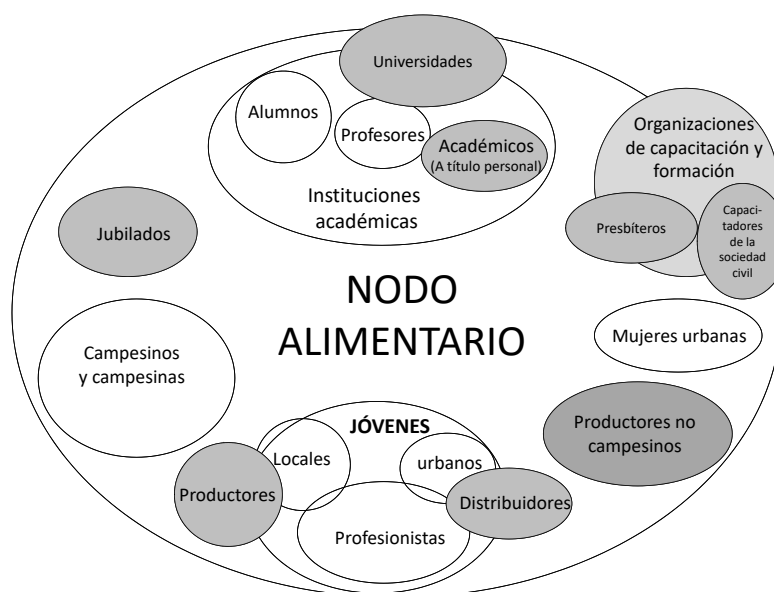 Universidades
Alumnos
Profesores
Académicos
(A título personal)
Instituciones
académicas
Organizaciones
de capacitación y
formación
Presbíteros
Capaci-
tadores
de la
sociedad
civil
Jubilados
NODO
ALIMENTARIO
Mujeres urbanas
Campesinos
y campesinas
Productores no
campesinos
JÓVENES
Locales
urbanos
Productores
Distribuidores
Profesionistas